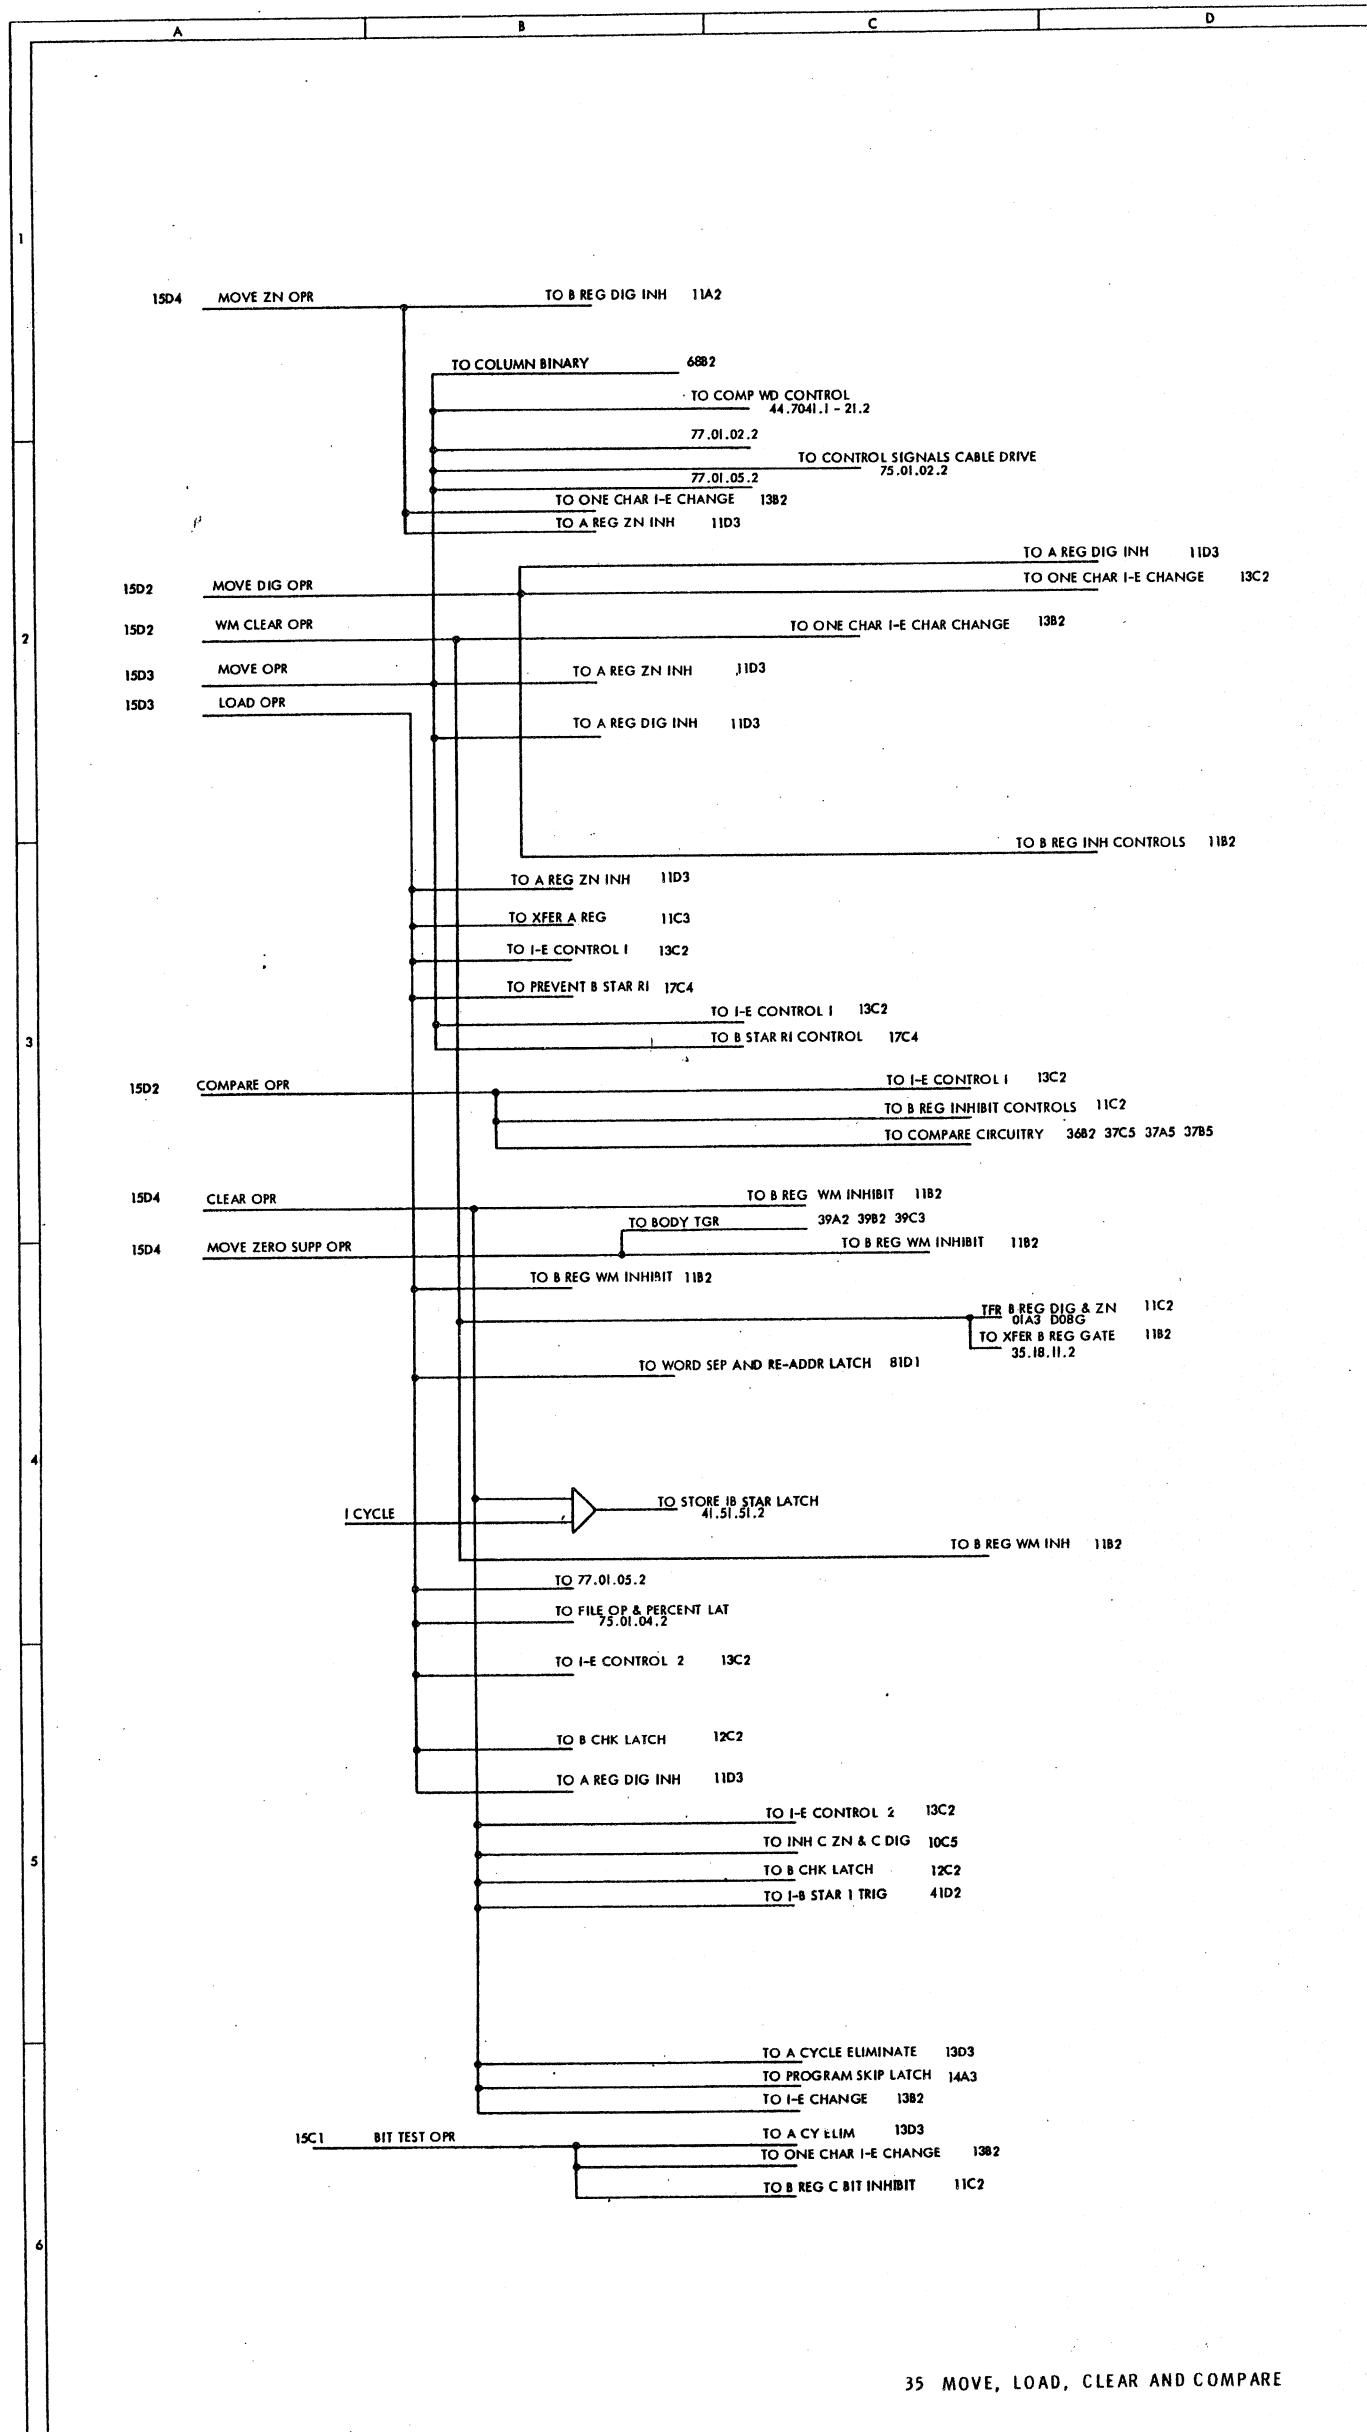 A B C D
1
15D4 MOVE ZN OPR TO B REG DIG INH 11A2
TO COLUMN BINARY 68B2
TO COMP WD CONTROL
44.7041.1 - 21.2
77.01.02.2
TO CONTROL SIGNALS CABLE DRIVE
75.01.02.2
77.01.05.2
TO ONE CHAR I-E CHANGE 13B2
TO A REG ZN INH 11D3
TO A REG DIG INH 11D3
15D2 MOVE DIG OPR TO ONE CHAR I-E CHANGE 13C2
2
15D2 WM CLEAR OPR TO ONE CHAR I-E CHAR CHANGE 13B2
15D3 MOVE OPR TO A REG ZN INH 11D3
15D3 LOAD OPR
TO A REG DIG INH 11D3
TO B REG INH CONTROLS 11B2
TO A REG ZN INH 11D3
TO XFER A REG 11C3
TO I-E CONTROL I 13C2
TO PREVENT B STAR RI 17C4
TO I-E CONTROL I 13C2
3
TO B STAR RI CONTROL 17C4
15D2 COMPARE OPR TO I-E CONTROL I 13C2
TO B REG INHIBIT CONTROLS 11C2
TO COMPARE CIRCUITRY 36B2 37C5 37A5 37B5
15D4 CLEAR OPR TO B REG WM INHIBIT 11B2
TO BODY TGR 39A2 39B2 39C3
15D4 MOVE ZERO SUPP OPR TO B REG WM INHIBIT 11B2
TO B REG WM INHIBIT 11B2
TFR B REG DIG & ZN 11C2
01A3 D08G
TO XFER B REG GATE 11B2
35.18.11.2
TO WORD SEP AND RE-ADDR LATCH 81D1
4
TO STORE IB STAR LATCH
41.51.51.2
I CYCLE
TO B REG WM INH 11B2
TO 77.01.05.2
TO FILE OP & PERCENT LAT
75.01.04.2
TO I-E CONTROL 2 13C2
TO B CHK LATCH 12C2
TO A REG DIG INH 11D3
TO I-E CONTROL 2 13C2
TO INH C ZN & C DIG 10C5
5
TO B CHK LATCH 12C2
TO I-B STAR 1 TRIG 41D2
TO A CYCLE ELIMINATE 13D3
TO PROGRAM SKIP LATCH 14A3
TO I-E CHANGE 13B2
15C1 BIT TEST OPR TO A CY ELIM 13D3
TO ONE CHAR I-E CHANGE 13B2
TO B REG C BIT INHIBIT 11C2
6
35 MOVE, LOAD, CLEAR AND COMPARE